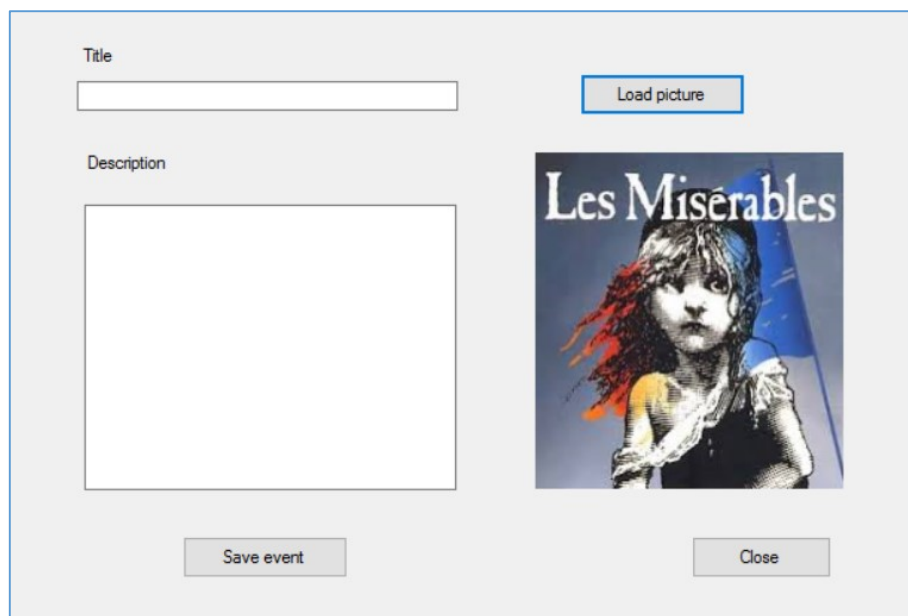 Title
Load picture
Description
Les Misérables
Save event
Close